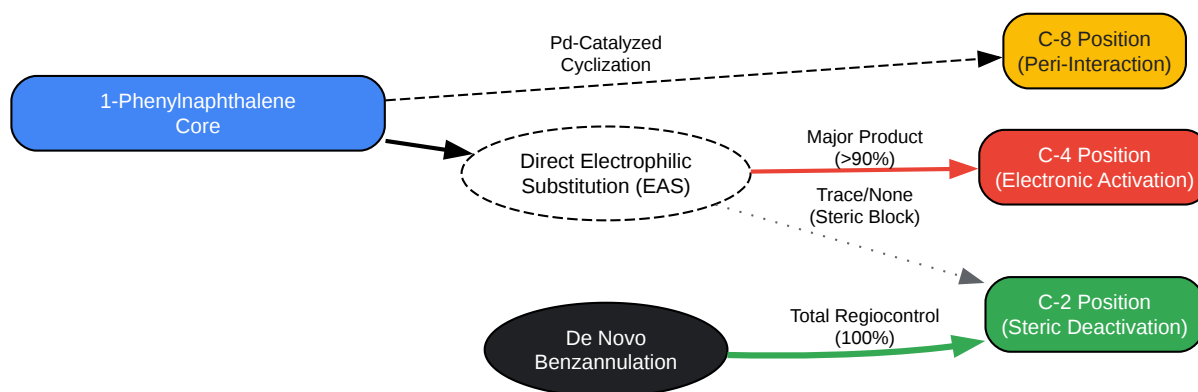 Pd-Catalyzed
Cyclization
C-8 Position
(Peri-Interaction)
1-Phenylnaphthalene
Core
Direct Electrophilic
Substitution (EAS)
Major Product
(>90%)
C-4 Position
(Electronic Activation)
Trace/None
(Steric Block)
De Novo
Benzannulation
Total Regiocontrol
(100%)
C-2 Position
(Steric Deactivation)